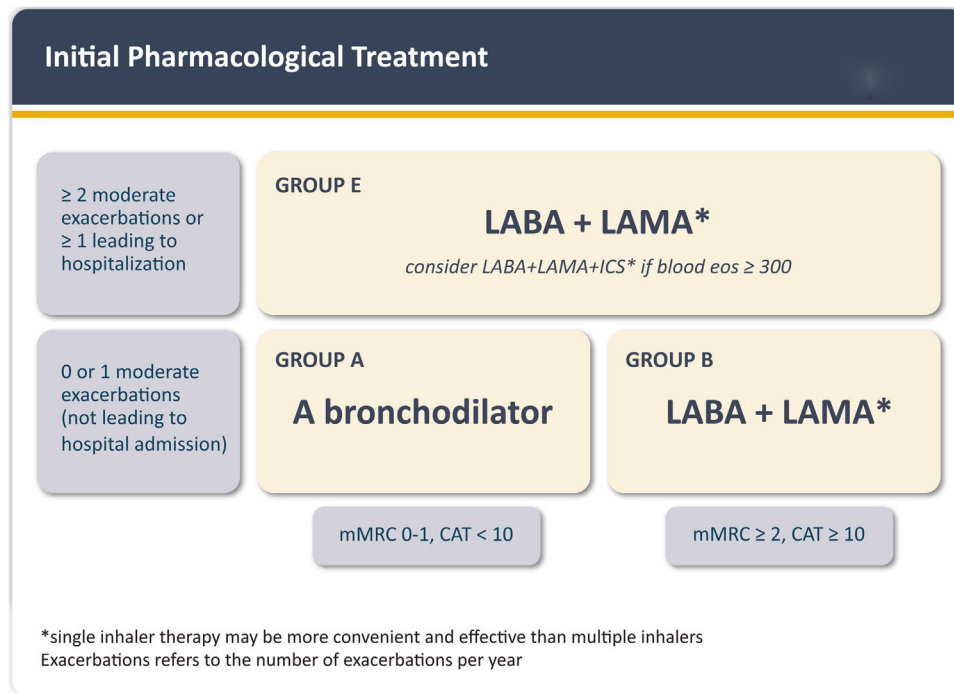 Initial Pharmacological Treatment
≥ 2 moderate
exacerbations or
≥ 1 leading to
hospitalization
GROUP E
LABA + LAMA*
consider LABA+LAMA+ICS* if blood eos ≥ 300
0 or 1 moderate
exacerbations
(not leading to
hospital admission)
GROUP A
A bronchodilator
GROUP B
LABA + LAMA*
mMRC 0-1, CAT < 10
mMRC ≥ 2, CAT ≥ 10
*single inhaler therapy may be more convenient and effective than multiple inhalers
Exacerbations refers to the number of exacerbations per year